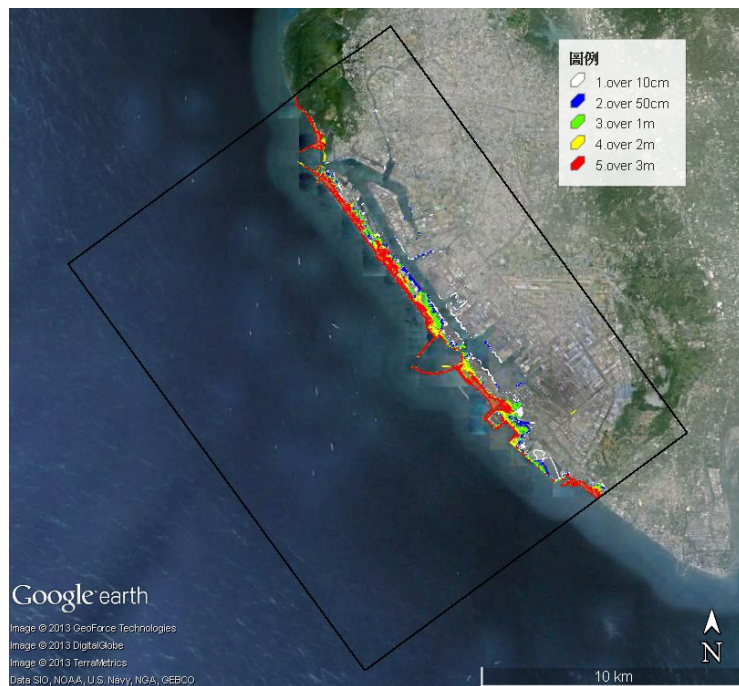 圖例
1.over 10cm
2.over 50cm
3.over 1m
4.over 2m
5.over 3m
Google earth
Image © 2013 GeoForce Technologies
Image © 2013 DigitalGlobe
Image © 2013 TerraMetrics
Data SIO, NOAA, U.S. Navy, NGA, GEBCO
N
10 km